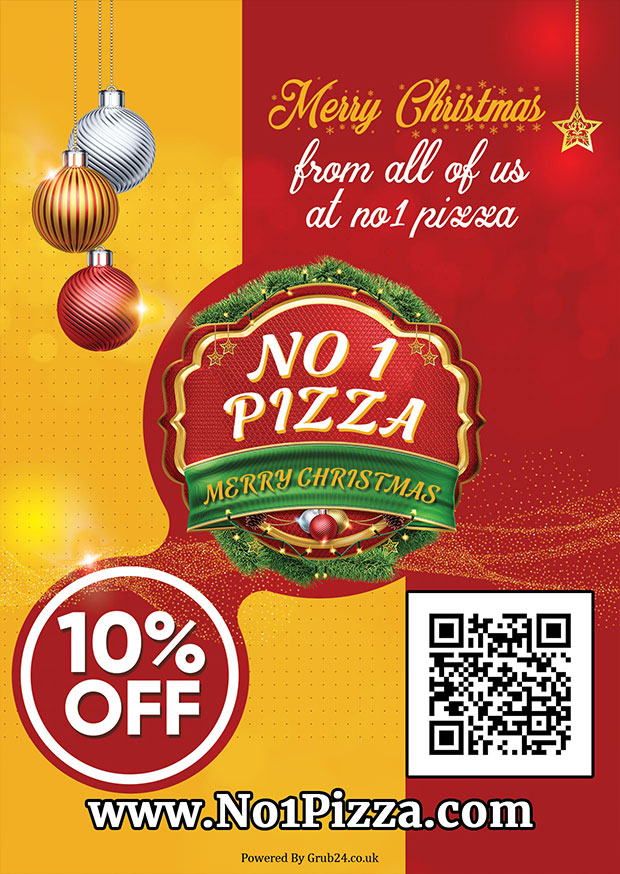 Merry Christmas
from all of us
at no1 pizza
NO 1
PIZZA
MERRY CHRISTMAS
10%
OFF
www.No1Pizza.com
Powered By Grub24.co.uk